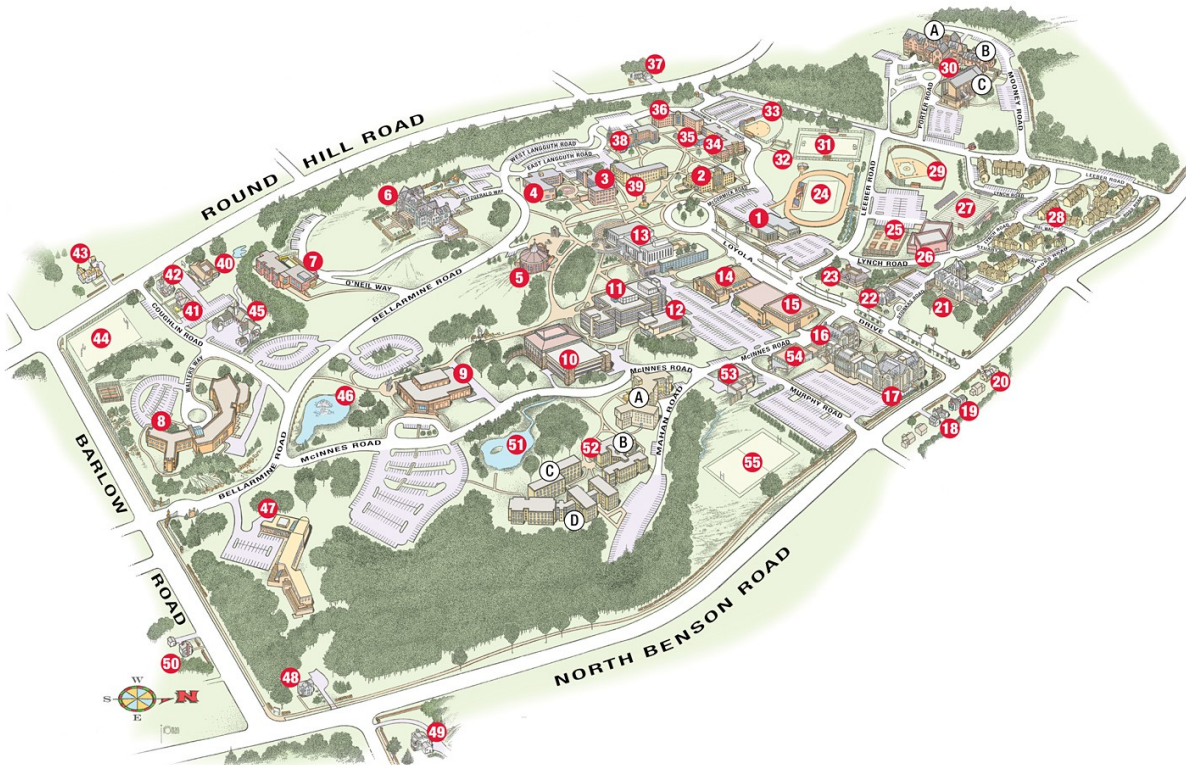 A
B
30
C
MOONEY ROAD
PORTER ROAD
37
36
33
35
38
34
32
31
WEST LANGGUTH ROAD
EAST LANGGUTH ROAD
ROUND HILL ROAD
LEEBER ROAD
29
LEEBER ROAD
LYNCH ROAD
3
2
4
39
6
24
27
28
1
25
26
LYNCH ROAD
13
LOYOLA DRIVE
43
42
40
7
5
O'NEIL WAY
BELLARMINE ROAD
14
23
22
21
11
15
12
41
45
COUGHLIN ROAD
44
16
McINNES ROAD
54
10
McINNES ROAD
53
9
46
WALTERS WAY
8
A
MAHAN ROAD
MURPHY ROAD
17
20
19
18
B
52
51
C
D
55
McINNES ROAD
BELLARMINE ROAD
BARLOW ROAD
47
NORTH BENSON ROAD
50
48
49
W
S
N
E